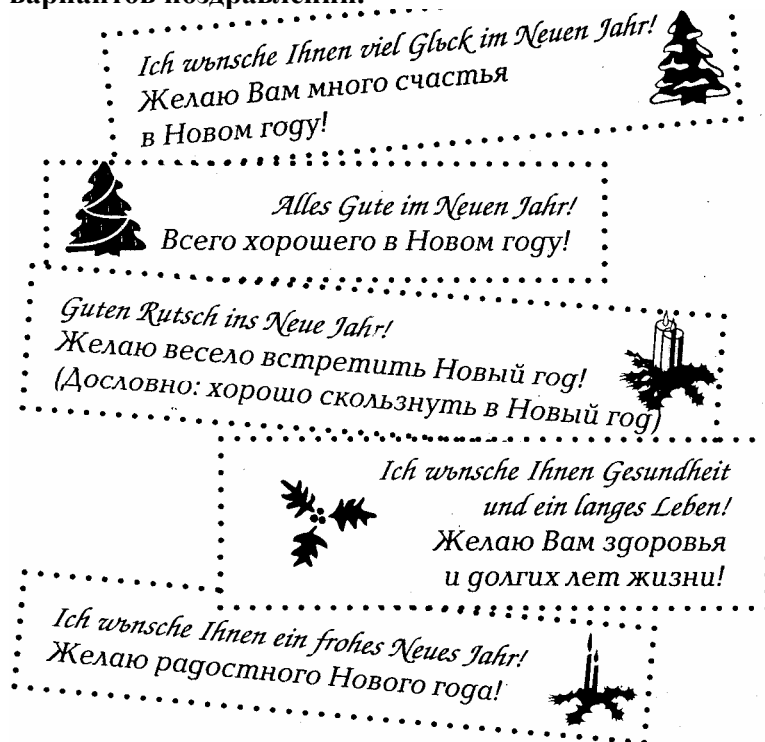 вариантов поздравлений:
Ich wьnsche Ihnen viel Glьck im Neuen Jahr!
Желаю Вам много счастья
в Новом году!
Alles Gute im Neuen Jahr!
Всего хорошего в Новом году!
Guten Rutsch ins Neue Jahr!
Желаю весело встретить Новый год!
(Дословно: хорошо скользнуть в Новый год)
Ich wьnsche Ihnen Gesundheit
und ein langes Leben!
Желаю Вам здоровья
и долгих лет жизни!
Ich wьnsche Ihnen ein frohes Neues Jahr!
Желаю радостного Нового года!